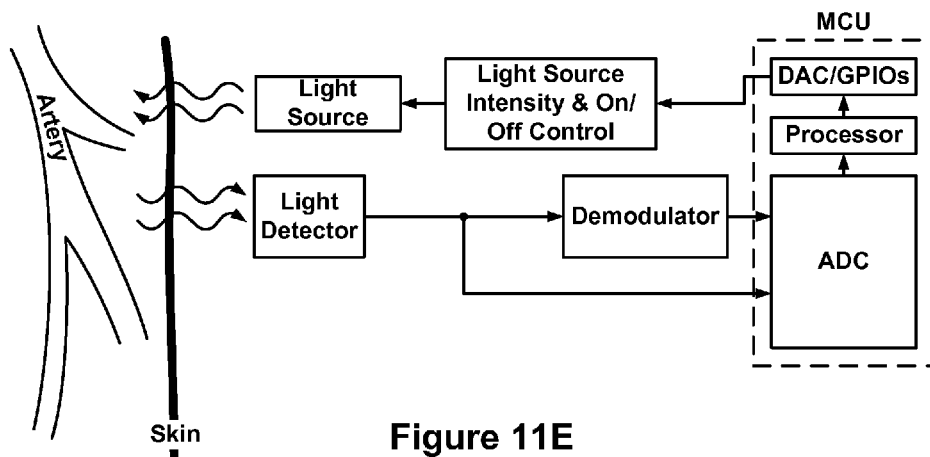 MCU
DAC/GPIOs
Light Source
Intensity & On/
Off Control
Light
Source
Processor
Artery
Light
Detector
Demodulator
ADC
Skin
Figure 11E